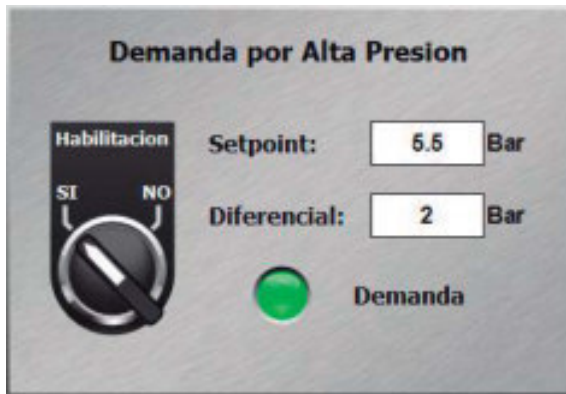 Demanda por Alta Presion
Habilitacion
SI NO
Setpoint: 5.5 Bar
Diferencial: 2 Bar
Demanda